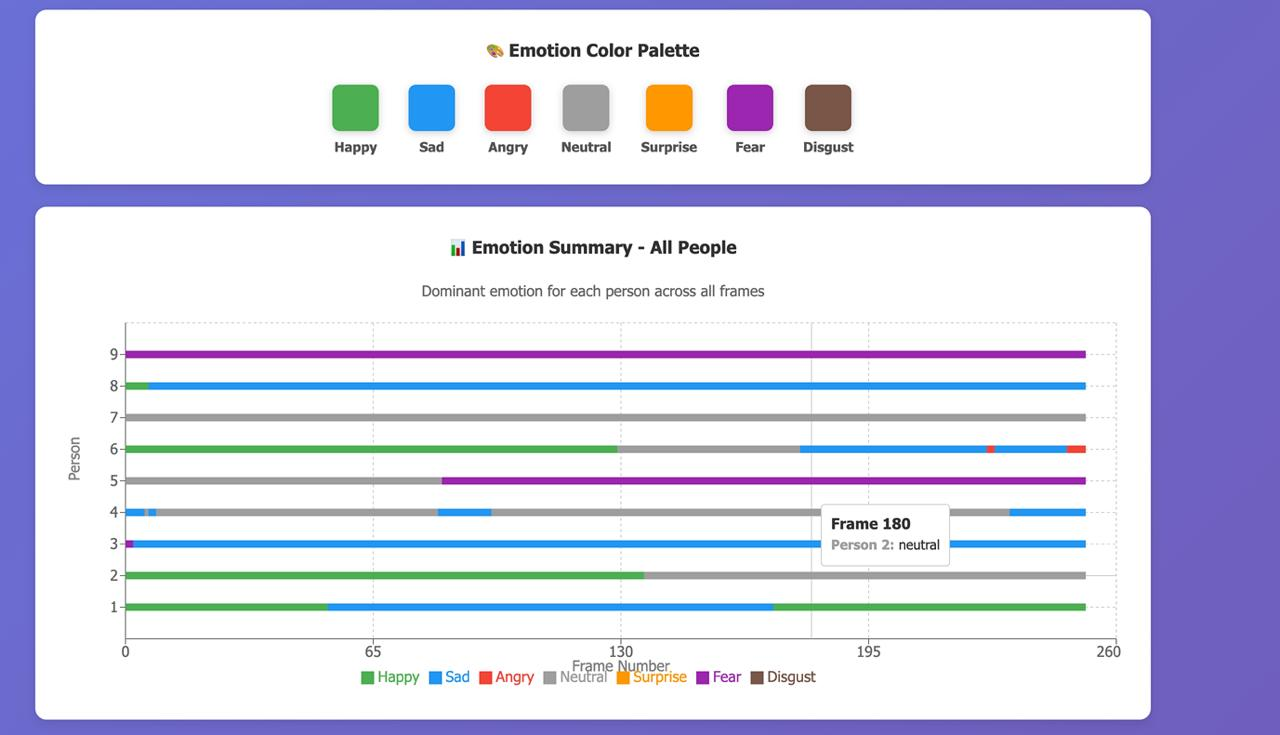 Emotion Color Palette
Happy Sad Angry Neutral Surprise Fear Disgust
Emotion Summary - All People
Dominant emotion for each person across all frames
Person
9
8
7
6
5
4
3
2
1
Frame 180
Person 2: neutral
0 65 130 195 260
Frame Number
Happy Sad Angry Neutral Surprise Fear Disgust